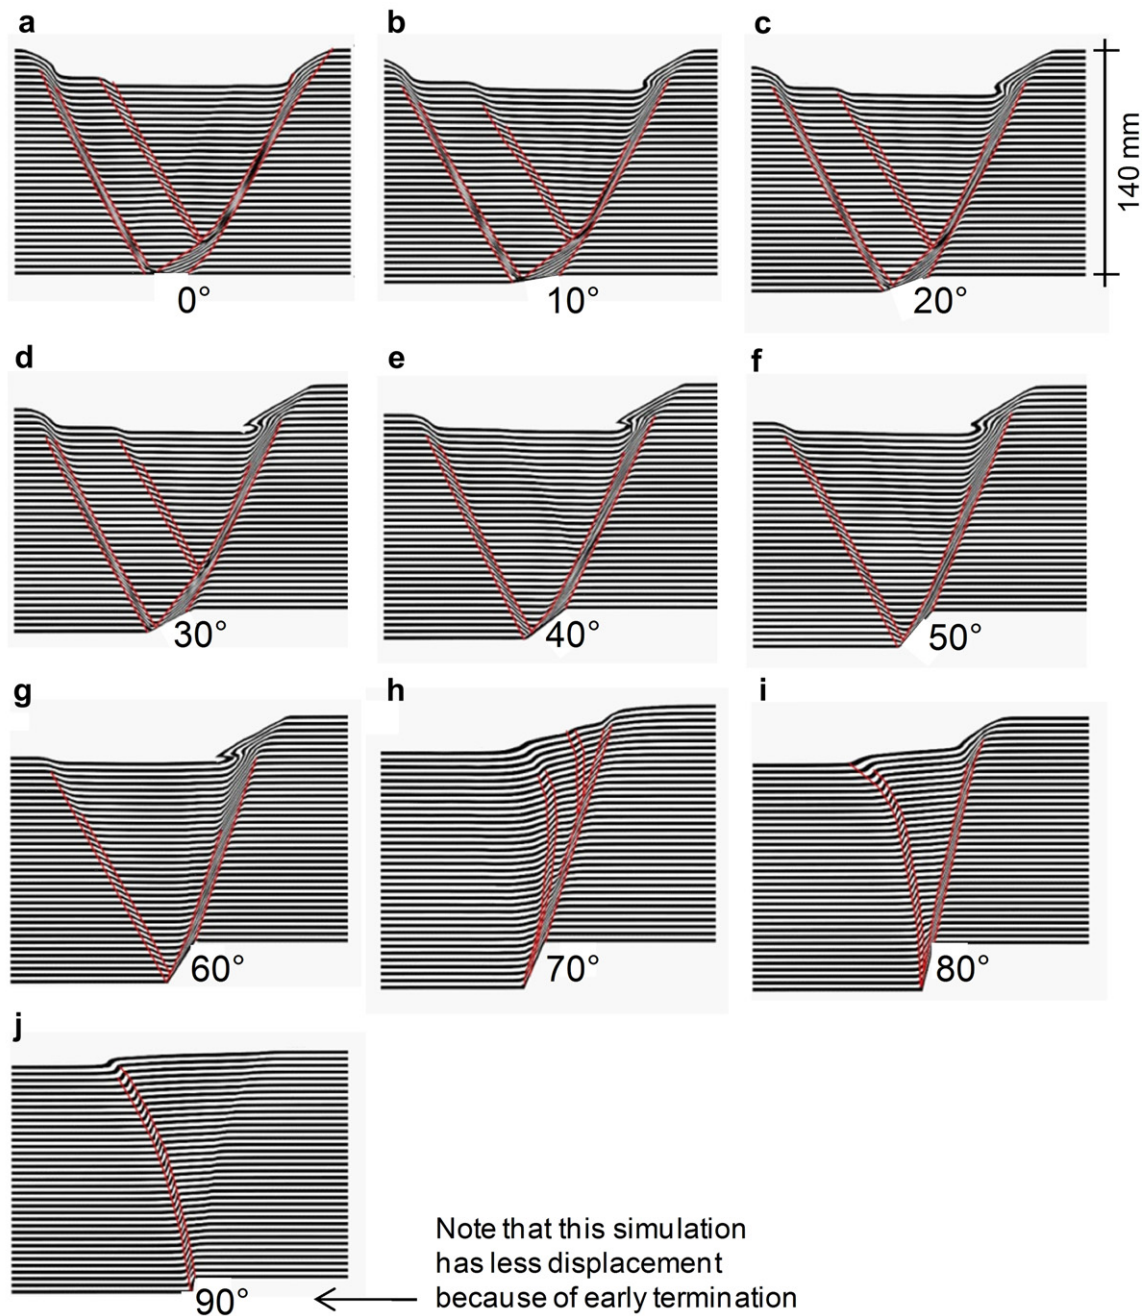 a
b
c
0°
10°
20°
140 mm
d
e
f
30°
40°
50°
g
h
i
60°
70°
80°
j
90°
Note that this simulation
has less displacement
because of early termination